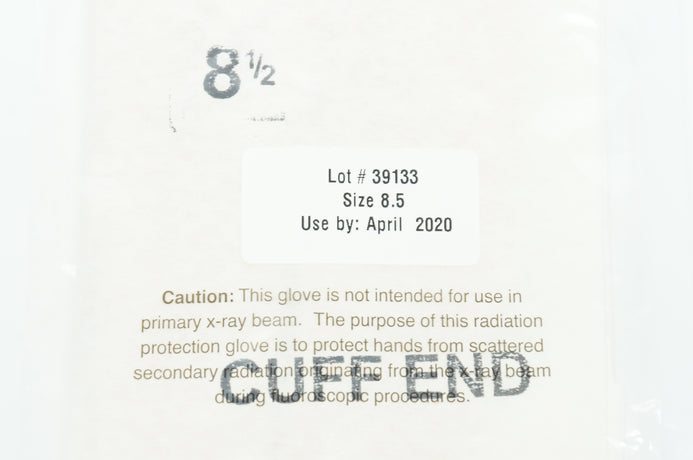 8 1/2
Lot # 39133
Size 8.5
Use by: April 2020
Caution: This glove is not intended for use in
primary x-ray beam. The purpose of this radiation
protection glove is to protect hands from scattered
secondary radiation originating from the x-ray beam
CUFF END
during fluoroscopic procedures.